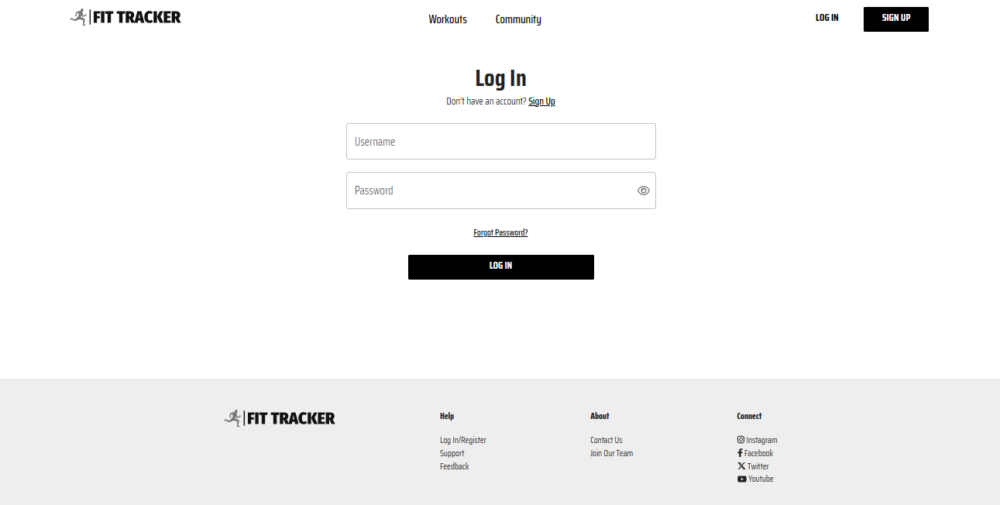 FIT TRACKER
Workouts Community
LOG IN SIGN UP
Log In
Don't have an account? Sign Up
Username
Password
Forgot Password?
LOG IN
FIT TRACKER
Help
Log In/Register
Support
Feedback
About
Contact Us
Join Our Team
Connect
Instagram
Facebook
Twitter
Youtube